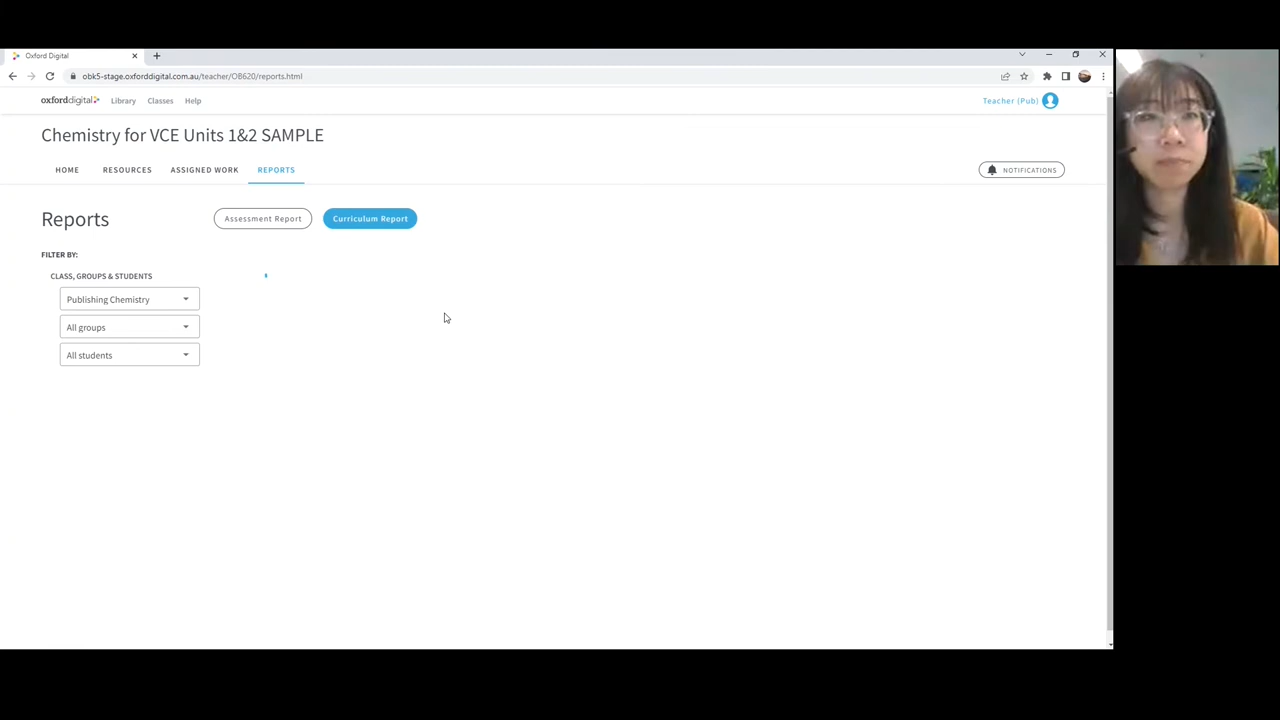 Oxford Digital
obk5-stage.oxforddigital.com.au/teacher/OB620/reports.html
oxforddigital Library Classes Help Teacher (Pub)
Chemistry for VCE Units 1&2 SAMPLE
HOME RESOURCES ASSIGNED WORK REPORTS NOTIFICATIONS
Reports Assessment Report Curriculum Report
FILTER BY:
CLASS, GROUPS & STUDENTS
Publishing Chemistry
All groups
All students